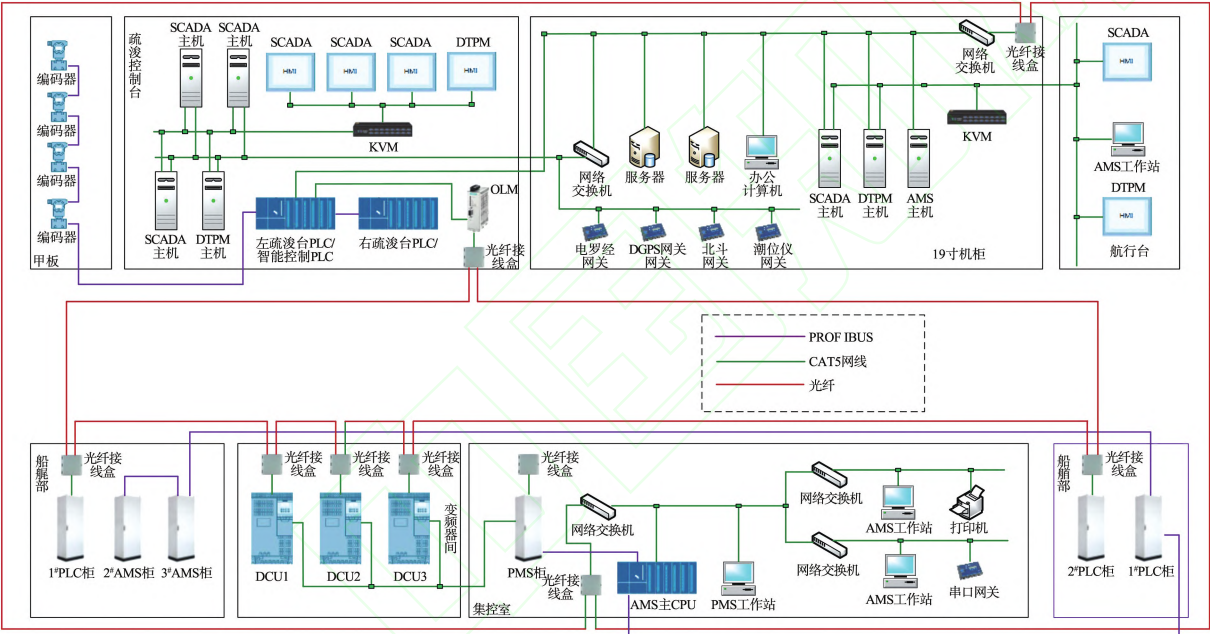 编码器
编码器
编码器
编码器
甲板
疏浚控制台
SCADA
主机
SCADA
主机
SCADA
SCADA
SCADA
DTPM
HMI
HMI
HMI
HMI
KVM
SCADA
主机
DTPM
主机
左疏浚台PLC/
智能控制PLC
右疏浚台PLC/
OLM
光纤接
线盒
网络
交换机
光纤接
线盒
网络
交换机
服务器
服务器
办公
计算机
KVM
SCADA
主机
DTPM
主机
AMS
主机
电罗经
网关
DGPS网关
网关
北斗
网关
潮位仪
网关
19寸机柜
SCADA
HMI
AMS工作站
DTPM
HMI
航行台
PROF IBUS
CAT5网线
光纤
船艉部
光纤接
线盒
1#PLC柜
2#AMS柜
3#AMS柜
光纤接
线盒
光纤接
线盒
光纤接
线盒
变频器间
DCU1
DCU2
DCU3
光纤接
线盒
PMS柜
网络交换机
光纤接
线盒
集控室
AMS主CPU
PMS工作站
网络交换机
AMS工作站
打印机
网络交换机
AMS工作站
串口网关
船艏部
光纤接
线盒
2#PLC柜
1#PLC柜